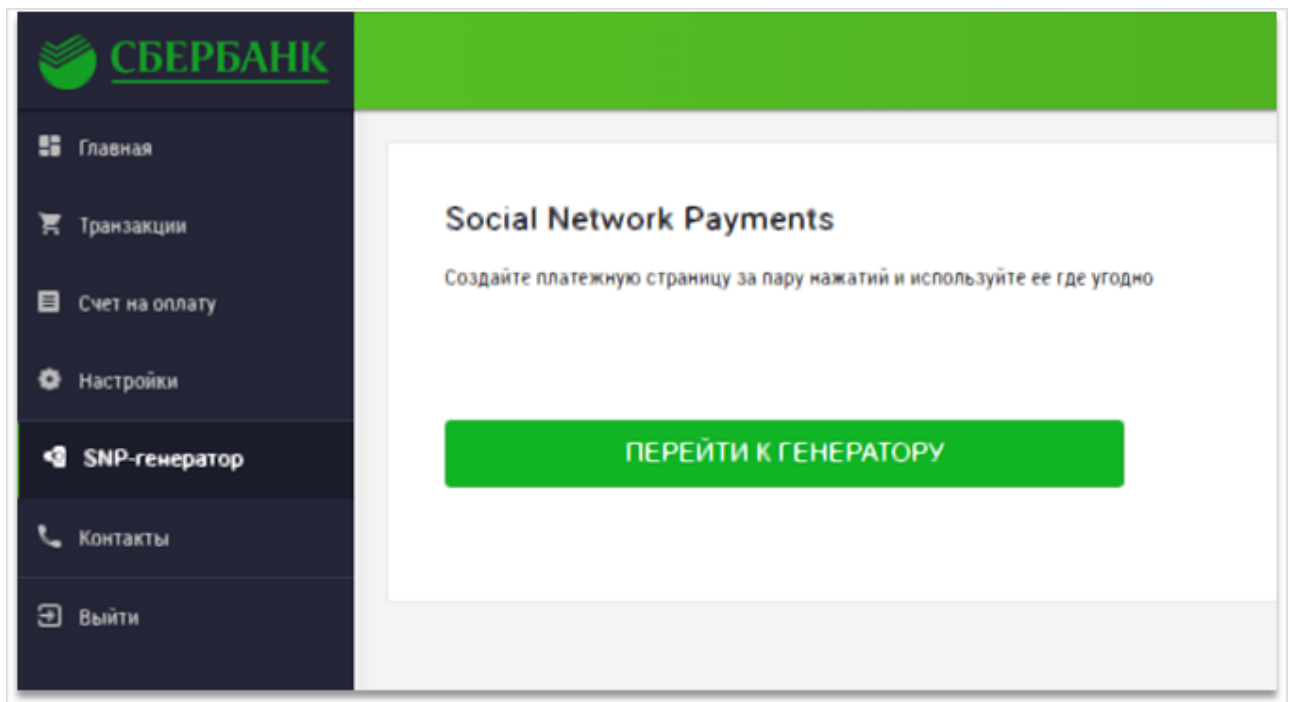 СБЕРБАНК
Главная
Транзакции
Счет на оплату
Настройки
SNP-генератор
Контакты
Выйти
Social Network Payments
Создайте платежную страницу за пару нажатий и используйте ее где угодно
ПЕРЕЙТИ К ГЕНЕРАТОРУ